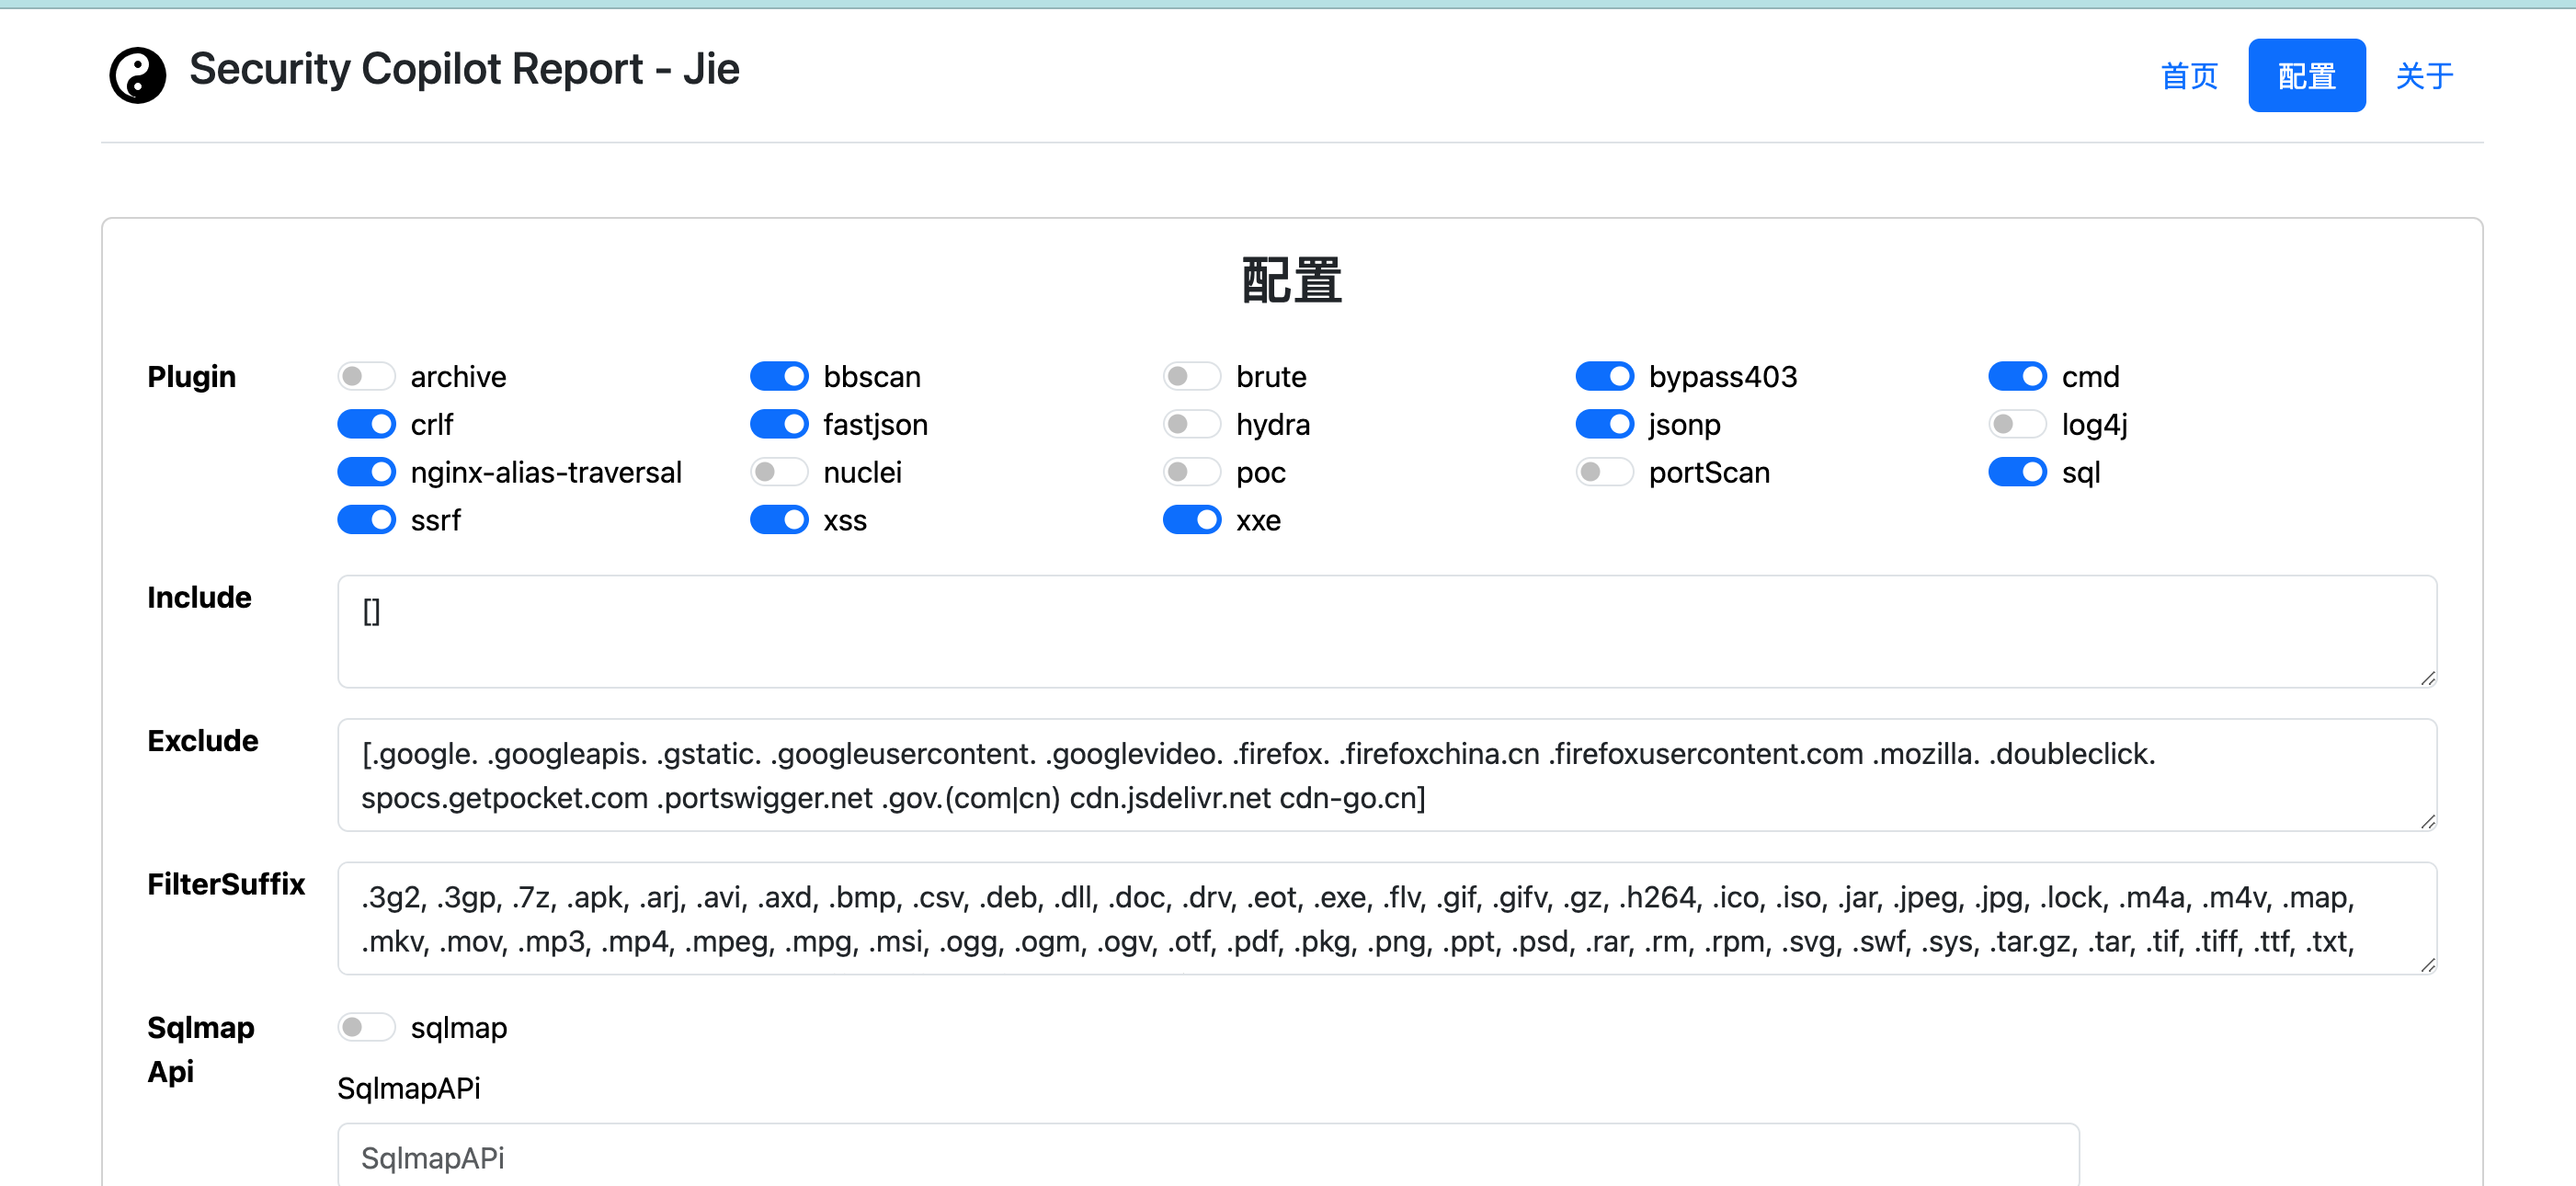 Security Copilot Report - Jie
首页 配置 关于
配置
Plugin archive bbscan brute bypass403 cmd
crlf fastjson hydra jsonp log4j
nginx-alias-traversal nuclei poc portScan sql
ssrf xss xxe
Include []
Exclude [.google. .googleapis. .gstatic. .googleusercontent. .googlevideo. .firefox. .firefoxchina.cn .firefoxusercontent.com .mozilla. .doubleclick.
spocs.getpocket.com .portswigger.net .gov.(com|cn) cdn.jsdelivr.net cdn-go.cn]
FilterSuffix .3g2, .3gp, .7z, .apk, .arj, .avi, .axd, .bmp, .csv, .deb, .dll, .doc, .drv, .eot, .exe, .flv, .gif, .gifv, .gz, .h264, .ico, .iso, .jar, .jpeg, .jpg, .lock, .m4a, .m4v, .map,
.mkv, .mov, .mp3, .mp4, .mpeg, .mpg, .msi, .ogg, .ogm, .ogv, .otf, .pdf, .pkg, .png, .ppt, .psd, .rar, .rm, .rpm, .svg, .swf, .sys, .tar.gz, .tar, .tif, .tiff, .ttf, .txt,
Sqlmap sqlmap
Api
SqlmapAPi
SqlmapAPi